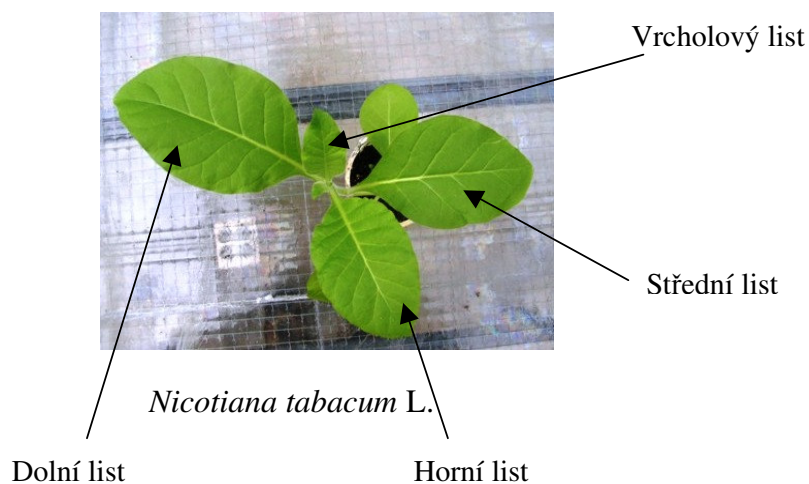 Vrcholový list
Střední list
Nicotiana tabacum L.
Dolní list
Horní list